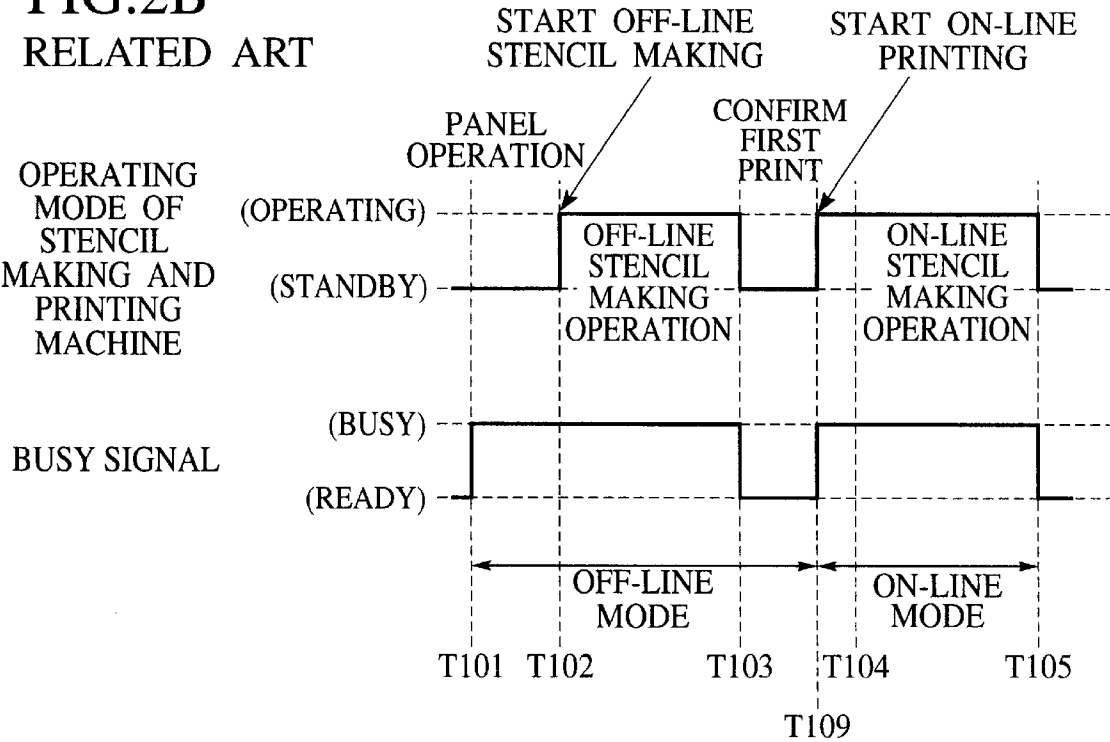 FIG.2B
RELATED ART
START OFF-LINE
STENCIL MAKING
START ON-LINE
PRINTING
PANEL
OPERATION
CONFIRM
FIRST
PRINT
OPERATING
MODE OF
STENCIL
MAKING AND
PRINTING
MACHINE
(OPERATING)
(STANDBY)
OFF-LINE
STENCIL
MAKING
OPERATION
ON-LINE
STENCIL
MAKING
OPERATION
BUSY SIGNAL
(BUSY)
(READY)
OFF-LINE
MODE
ON-LINE
MODE
T101 T102 T103 T104 T105
T109